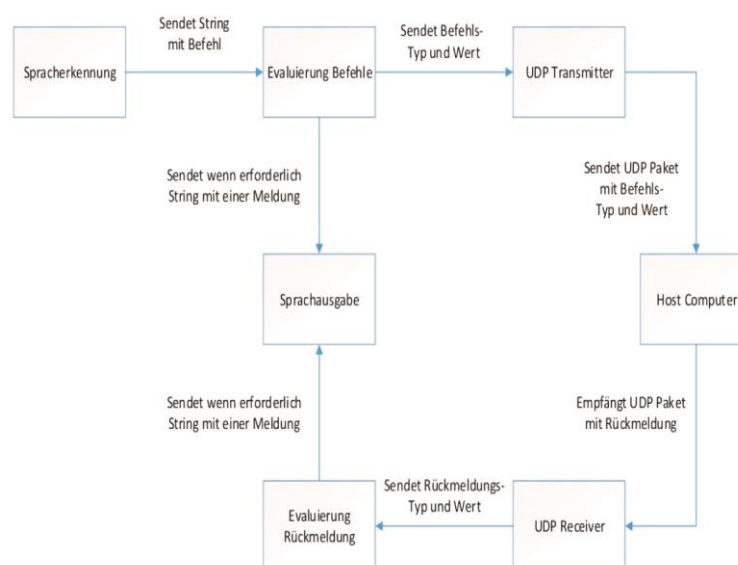 Sendet String
mit Befehl
Sendet Befehls-
Typ und Wert
Spracherkennung
Evaluierung Befehle
UDP Transmitter
Sendet wenn erforderlich
String mit einer Meldung
Sendet UDP Paket
mit Befehls-
Typ und Wert
Sprachausgabe
Host Computer
Sendet wenn erforderlich
String mit einer Meldung
Empfängt UDP Paket
mit Rückmeldung
Sendet Rückmeldungs-
Typ und Wert
Evaluierung
Rückmeldung
UDP Receiver